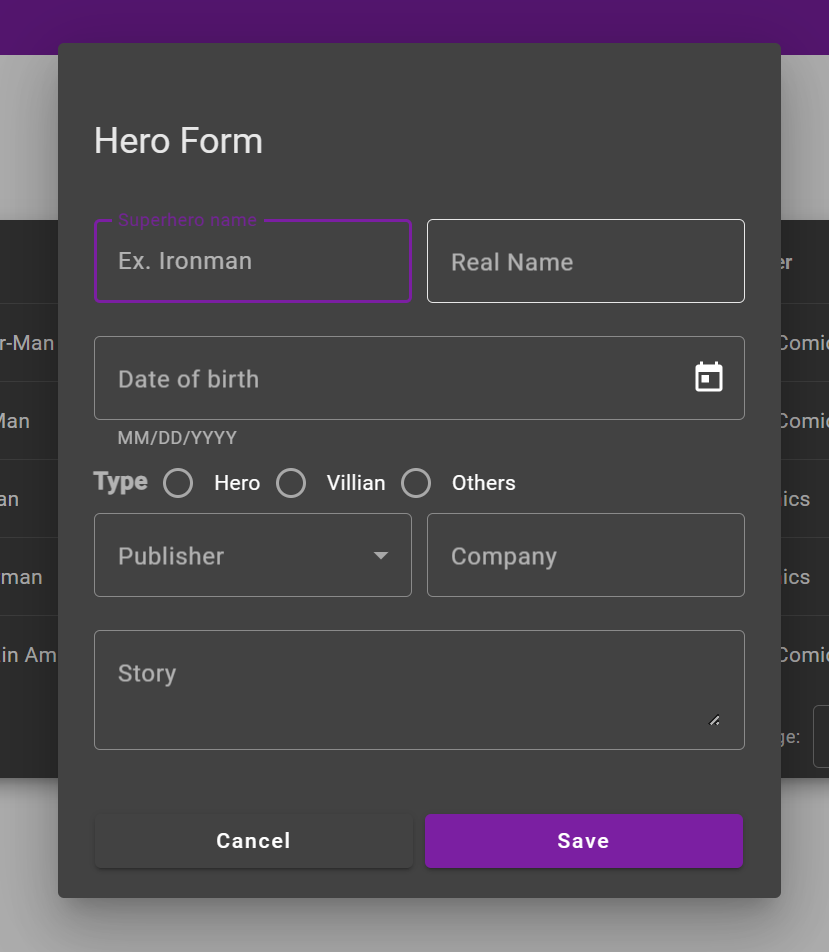 Hero Form
Superhero name
Ex. Ironman
Real Name
er
r-Man
Comic
Date of birth
Man
Comic
MM/DD/YYYY
Type Hero Villian Others
an
ics
Publisher
Company
man
ics
in Am
Comic
Story
ge:
Cancel
Save